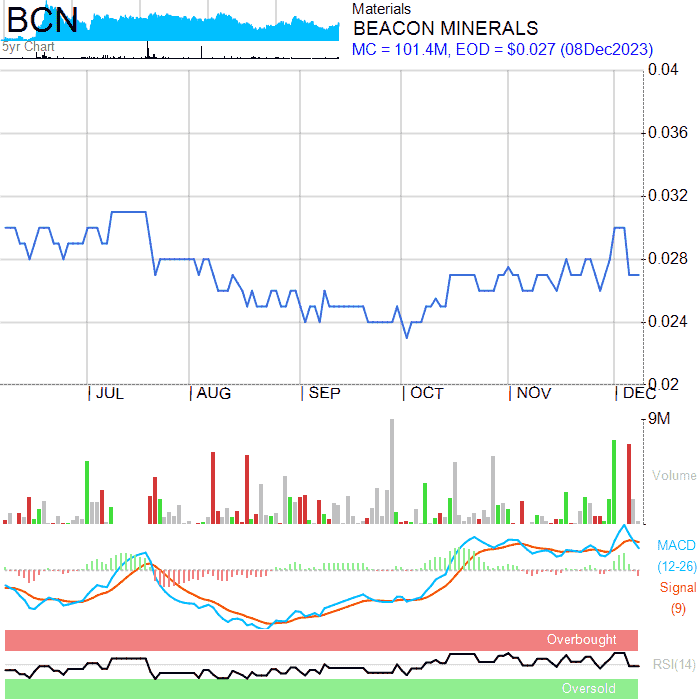 BCN
5yr Chart
Materials
BEACON MINERALS
MC = 101.4M, EOD = $0.027 (08Dec2023)
0.04
0.036
0.032
0.028
0.024
0.02
JUL AUG SEP OCT NOV DEC
9M
Volume
MACD
(12-26)
Signal
(9)
Overbought
RSI(14)
Oversold